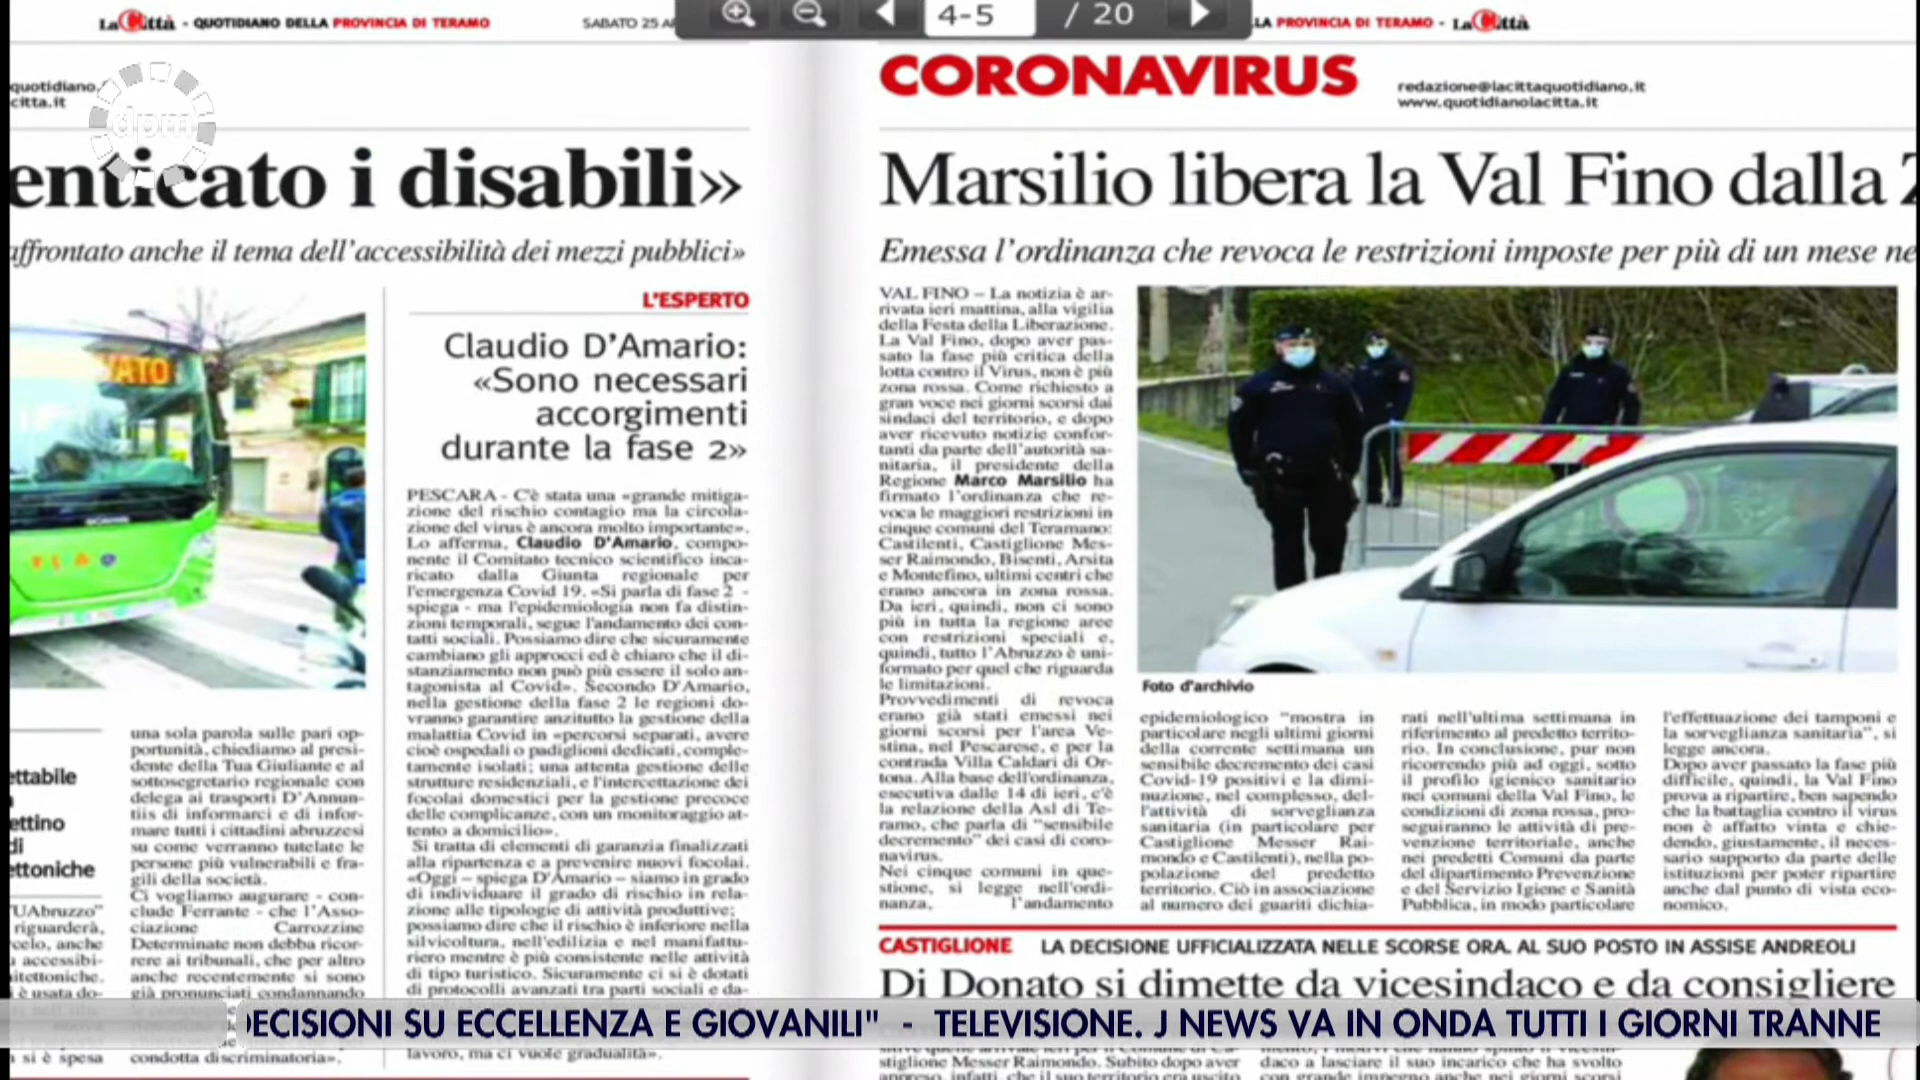 La Città - QUOTIDIANO DELLA PROVINCIA DI TERAMO
SABATO 25
4-5 / 20
PROVINCIA DI TERAMO - La Città
dpm
quotidiano.
citta.it
CORONAVIRUS
redazione@lacittaquotidiano.it
www.quotidianolacitta.it
enticato i disabili»
affrontato anche il tema dell'accessibilità dei mezzi pubblici»
VATO
una sola parola sulle pari op-
portunità, chiediamo al presi-
dente della Tua Giuliante e al
sottosegretario regionale con
delega ai trasporti D'Annun-
tiis di informarci e di infor-
mare tutti i cittadini abruzzesi
su come verranno tutelate le
persone più vulnerabili e fra-
gili della società.
Ci vogliamo augurare - con-
clude Ferrante - che l'Asso-
ciazione Carrozzine
Determinate non debba ricor-
rere ai tribunali, che per altro
anche recentemente si sono
già pronunciati condannando
condotta discriminatoria».
ettabile
ettino
di
ettoniche
UAbruzzo"
riguarderà,
celo, anche
accessibi-
itettoniche.
è usata do-
si è spesa
L'ESPERTO
Claudio D'Amario:
«Sono necessari
accorgimenti
durante la fase 2»
PESCARA - C'è stata una «grande mitiga-
zione del rischio contagio ma la circola-
zione del virus è ancora molto importante».
Lo afferma, Claudio D'Amario, compo-
nente il Comitato tecnico scientifico inca-
ricato dalla Giunta regionale per
l'emergenza Covid 19. «Si parla di fase 2 -
spiega - ma l'epidemiologia non fa distin-
zioni temporali, segue l'andamento dei con-
tatti sociali. Possiamo dire che sicuramente
cambiano gli approcci ed è chiaro che il di-
stanziamento non può più essere il solo an-
tagonista al Covid». Secondo D'Amario,
nella gestione della fase 2 le regioni do-
vranno garantire anzitutto la gestione della
malattia Covid in «percorsi separati, avere
cioè ospedali o padiglioni dedicati, comple-
tamente isolati; una attenta gestione delle
strutture residenziali, e l'intercettazione dei
focolai domestici per la gestione precoce
delle complicanze, con un monitoraggio at-
tento a domicilio».
Si tratta di elementi di garanzia finalizzati
alla ripartenza e a prevenire nuovi focolai.
«Oggi – spiega D'Amario – siamo in grado
di individuare il grado di rischio in rela-
zione alle tipologie di attività produttive;
possiamo dire che il rischio è inferiore nella
silvicoltura, nell'edilizia e nel manifattu-
riero mentre è più consistente nelle attività
di tipo turistico. Sicuramente ci si è dotati
di protocolli avanzati tra parti sociali e da-
lavoro, ma ci vuole gradualità».
Marsilio libera la Val Fino dalla Z
Emessa l'ordinanza che revoca le restrizioni imposte per più di un mese ne
VAL FINO – La notizia è ar-
rivata ieri mattina, alla vigilia
della Festa della Liberazione.
La Val Fino, dopo aver pas-
sato la fase più critica della
lotta contro il Virus, non è più
zona rossa. Come richiesto a
gran voce nei giorni scorsi dai
sindaci del territorio, e dopo
aver ricevuto notizie confor-
tanti da parte dell'autorità sa-
nitaria, il presidente della
Regione Marco Marsilio ha
firmato l'ordinanza che re-
voca le maggiori restrizioni in
cinque comuni del Teramano:
Castilenti, Castiglione Mes-
ser Raimondo, Bisenti, Arsita
e Montefino, ultimi centri che
erano ancora in zona rossa.
Da ieri, quindi, non ci sono
più in tutta la regione aree
con restrizioni speciali e,
quindi, tutto l'Abruzzo è uni-
formato per quel che riguarda
le limitazioni.
Provvedimenti di revoca
erano già stati emessi nei
giorni scorsi per l'area Ve-
stina, nel Pescarese, e per la
contrada Villa Caldari di Or-
tona. Alla base dell'ordinanza,
esecutiva dalle 14 di ieri, c'è
la relazione della Asl di Te-
ramo, che parla di "sensibile
decremento" dei casi di coro-
navirus.
Nei cinque comuni in que-
stione, si legge nell'ordi-
nanza, l'andamento
Foto d'archivio
epidemiologico "mostra in
particolare negli ultimi giorni
della corrente settimana un
sensibile decremento dei casi
Covid-19 positivi e la dimi-
nuzione, nel complesso, del-
l'attività di sorveglianza
sanitaria (in particolare per
Castiglione Messer Rai-
mondo e Castilenti), nella po-
polazione del predetto
territorio. Ciò in associazione
al numero dei guariti dichia-
rati nell'ultima settimana in
riferimento al predetto territo-
rio. In conclusione, pur non
ricorrendo più ad oggi, sotto
il profilo igienico sanitario
nei comuni della Val Fino, le
condizioni di zona rossa, pro-
seguiranno le attività di pre-
venzione territoriale, anche
nei predetti Comuni da parte
del dipartimento Prevenzione
e del Servizio Igiene e Sanità
Pubblica, in modo particolare
l'effettuazione dei tamponi e
la sorveglianza sanitaria", si
legge ancora.
Dopo aver passato la fase più
difficile, quindi, la Val Fino
prova a ripartire, ben sapendo
che la battaglia contro il virus
non è affatto vinta e chie-
dendo, giustamente, il neces-
sario supporto da parte delle
istituzioni per poter ripartire
anche dal punto di vista eco-
nomico.
CASTIGLIONE LA DECISIONE UFFICIALIZZATA NELLE SCORSE ORA. AL SUO POSTO IN ASSISE ANDREOLI
Di Donato si dimette da vicesindaco e da consigliere
DECISIONI SU ECCELLENZA E GIOVANILI" - TELEVISIONE. J NEWS VA IN ONDA TUTTI I GIORNI TRANNE
stiglione Messer Raimondo. Subito dopo aver
daco a lasciare il suo incarico che ha svolto